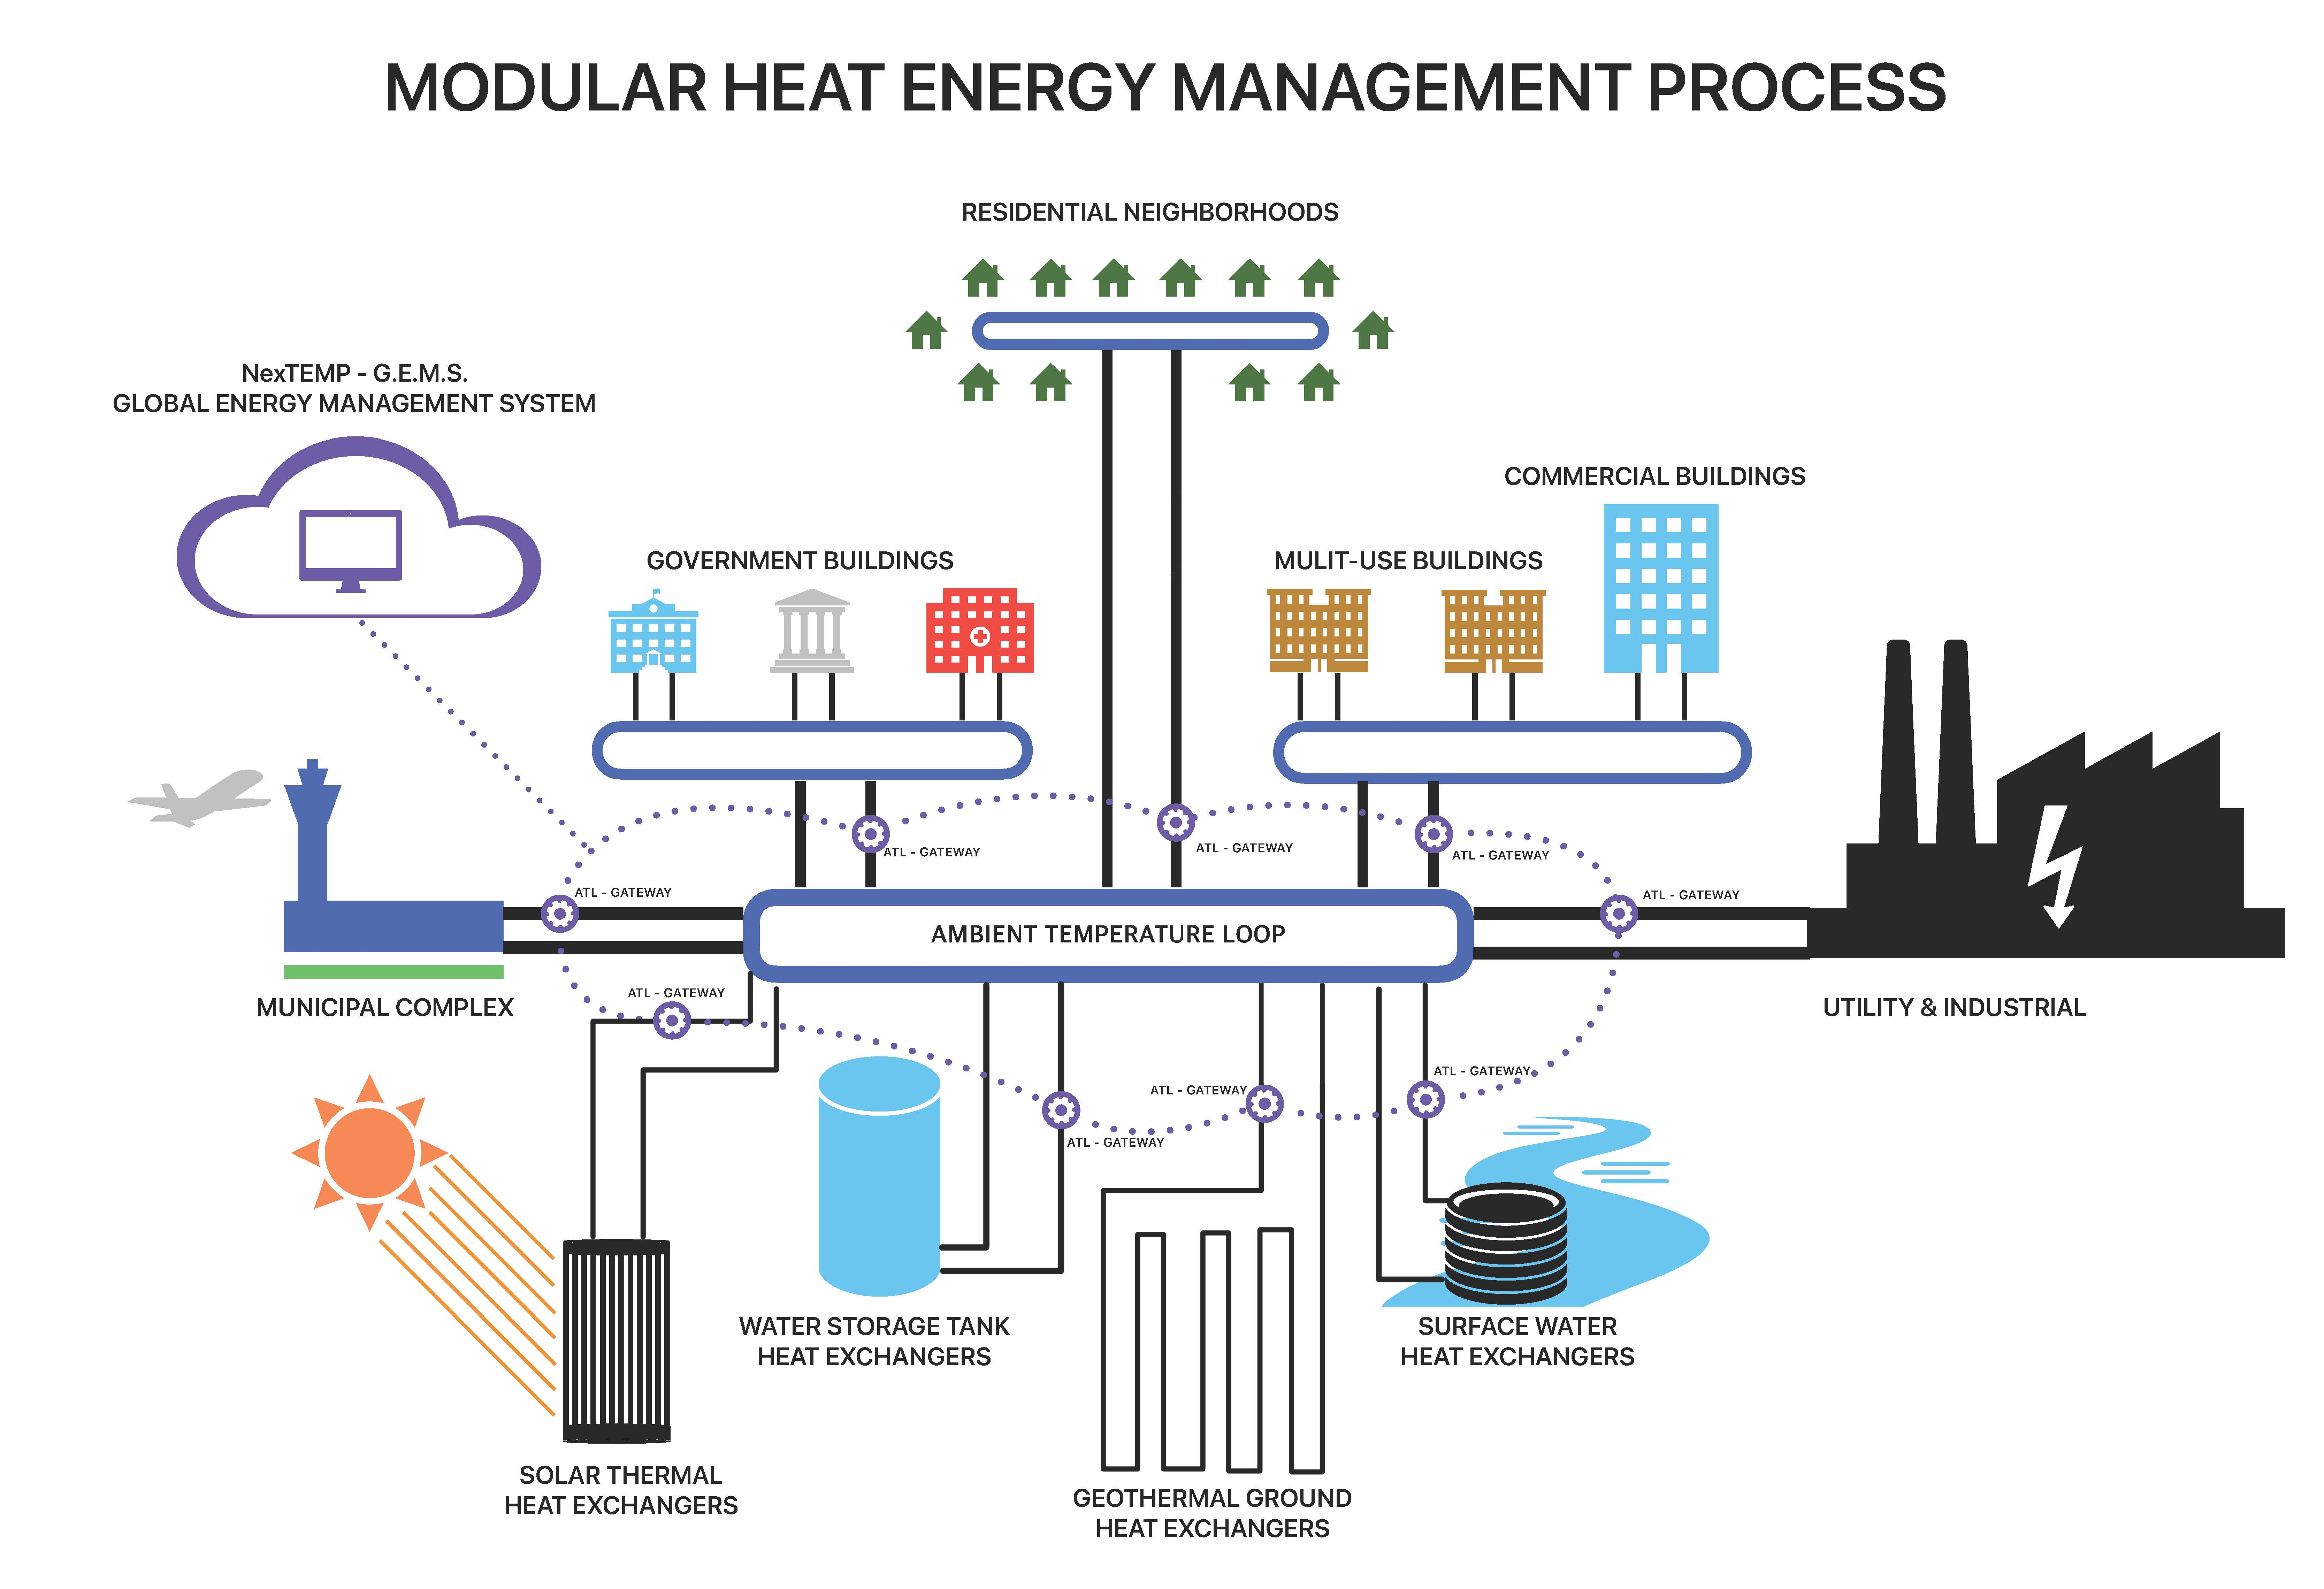 MODULAR HEAT ENERGY MANAGEMENT PROCESS
RESIDENTIAL NEIGHBORHOODS
NexTEMP - G.E.M.S.
GLOBAL ENERGY MANAGEMENT SYSTEM
COMMERCIAL BUILDINGS
GOVERNMENT BUILDINGS
MULIT-USE BUILDINGS
ATL - GATEWAY
ATL - GATEWAY
ATL - GATEWAY
ATL - GATEWAY
ATL - GATEWAY
AMBIENT TEMPERATURE LOOP
MUNICIPAL COMPLEX
ATL - GATEWAY
UTILITY & INDUSTRIAL
ATL - GATEWAY
ATL - GATEWAY
ATL - GATEWAY
WATER STORAGE TANK
HEAT EXCHANGERS
SURFACE WATER
HEAT EXCHANGERS
SOLAR THERMAL
HEAT EXCHANGERS
GEOTHERMAL GROUND
HEAT EXCHANGERS